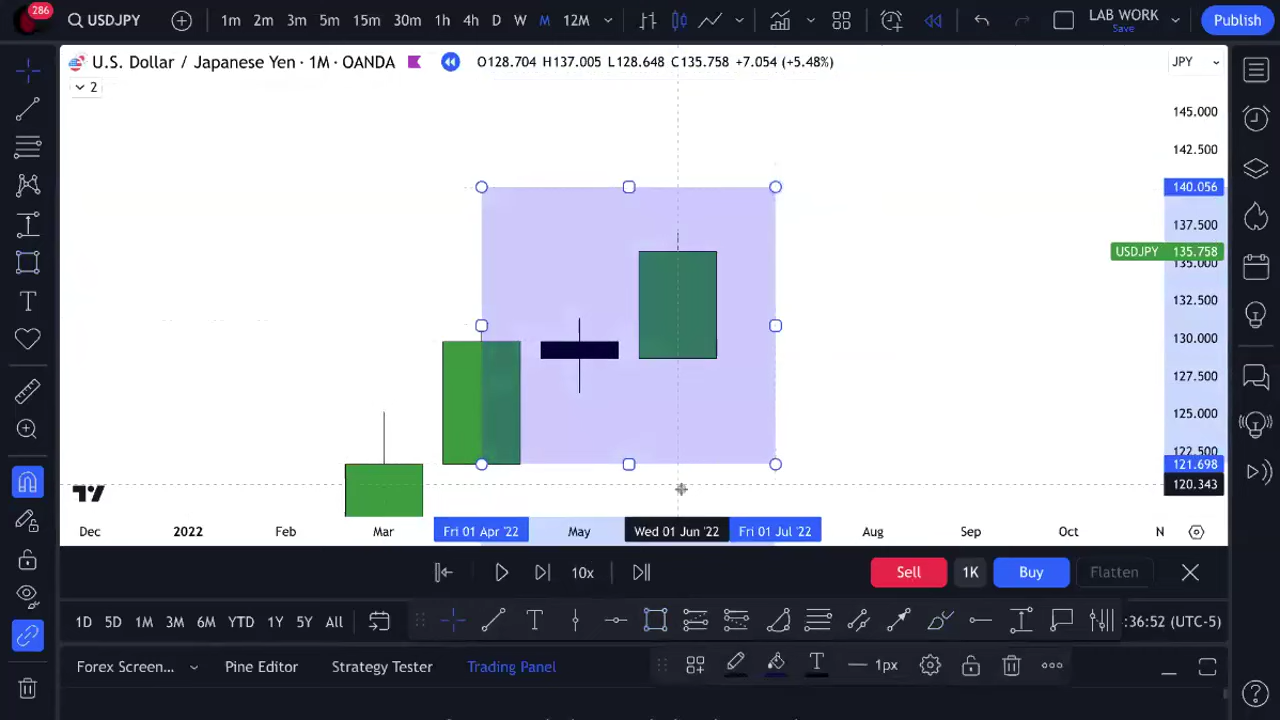 286
USDJPY
1m 2m 3m 5m 15m 30m 1h 4h D W M 12M
LAB WORK
Save
Publish
U.S. Dollar / Japanese Yen · 1M · OANDA
O128.704 H137.005 L128.648 C135.758 +7.054 (+5.48%)
JPY
2
145.000
142.500
140.056
137.500
USDJPY 135.758
135.000
132.500
130.000
127.500
125.000
122.500
121.698
120.343
Dec 2022 Feb Mar Fri 01 Apr '22 May Wed 01 Jun '22 Fri 01 Jul '22 Aug Sep Oct N
10x
Sell 1K Buy Flatten
1D 5D 1M 3M 6M YTD 1Y 5Y All
:36:52 (UTC-5)
Forex Screen... Pine Editor Strategy Tester Trading Panel
1px